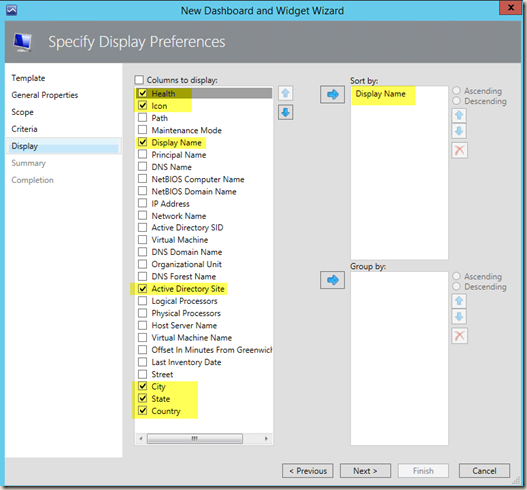 New Dashboard and Widget Wizard
Specify Display Preferences
Template
General Properties
Scope
Criteria
Display
Summary
Completion
Columns to display:
Health
Icon
Path
Maintenance Mode
Display Name
Principal Name
DNS Name
NetBIOS Computer Name
NetBIOS Domain Name
IP Address
Network Name
Active Directory SID
Virtual Machine
DNS Domain Name
Organizational Unit
DNS Forest Name
Active Directory Site
Logical Processors
Physical Processors
Host Server Name
Virtual Machine Name
Offset In Minutes From Greenwich
Last Inventory Date
Street
City
State
Country
Sort by:
Display Name
Ascending
Descending
Group by:
Ascending
Descending
< Previous
Next >
Finish
Cancel